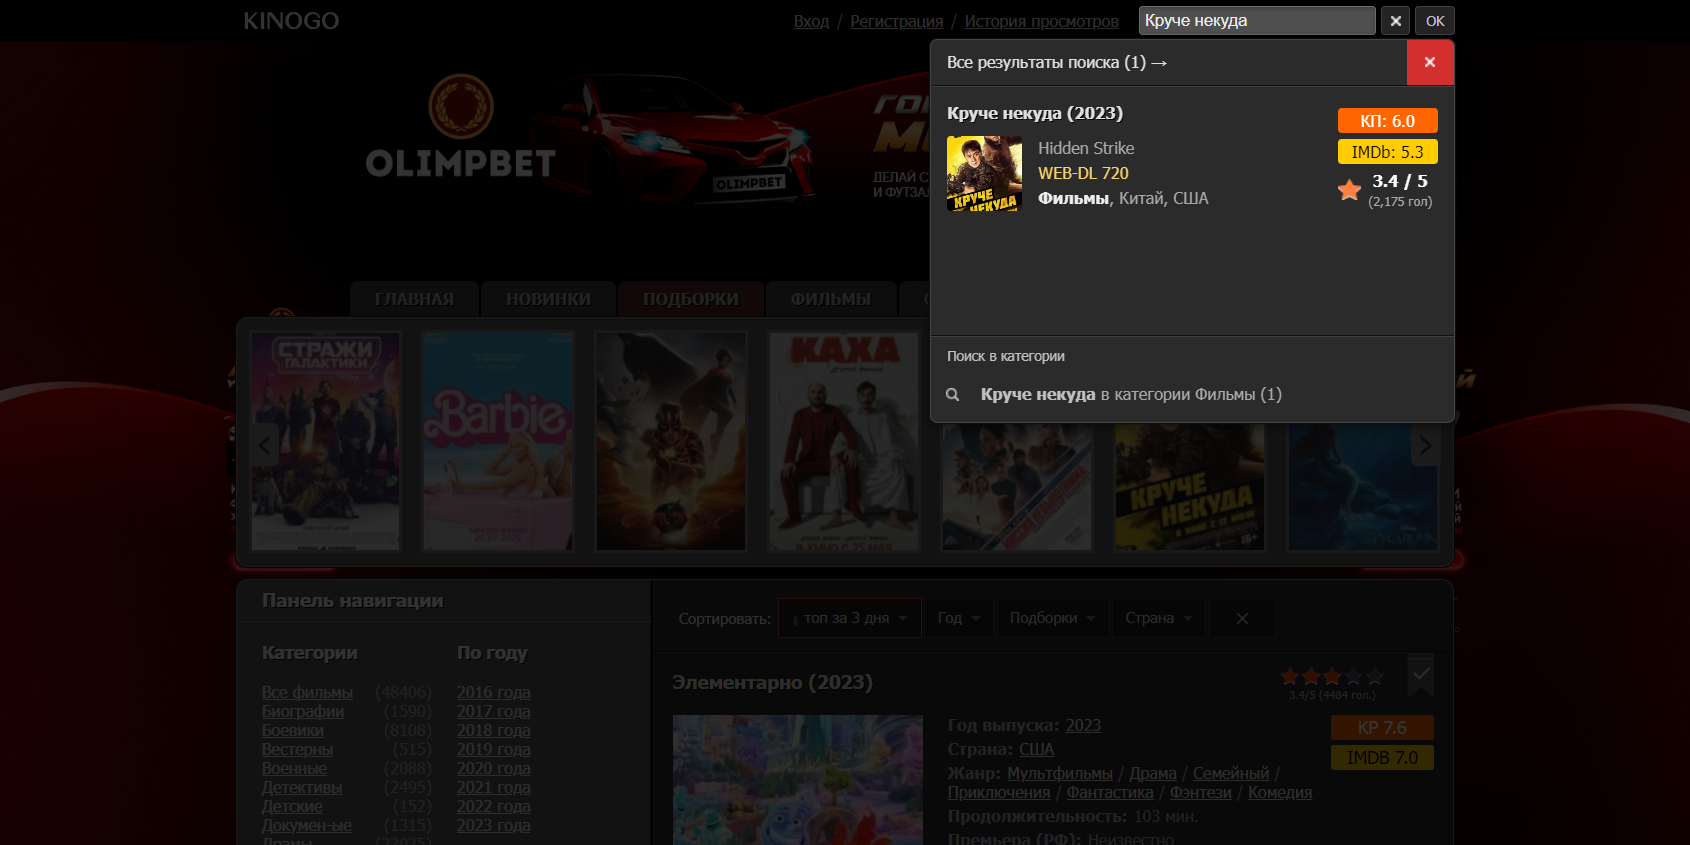 KINOGO
Вход / Регистрация / История просмотров
Круче некуда
OK
Все результаты поиска (1) →
Круче некуда (2023)
Hidden Strike
WEB-DL 720
Фильмы, Китай, США
КП: 6.0
IMDb: 5.3
3.4 / 5
(2,175 гол)
КРУЧЕ
НЕКУДА
Поиск в категории
Круче некуда в категории Фильмы (1)
OLIMPBET
OLIMPBET
ГЛАВНАЯ
НОВИНКИ
ПОДБОРКИ
ФИЛЬМЫ
СТРАЖИ
ГАЛАКТИКИ
Barbie
КАХА
КРУЧЕ
НЕКУДА
Панель навигации
Категории
По году
Все фильмы (48406) 2016 года
Биографии (1590) 2017 года
Боевики (8108) 2018 года
Вестерны (515) 2019 года
Военные (2088) 2020 года
Детективы (2495) 2021 года
Детские (152) 2022 года
Докумен-ые (1315) 2023 года
Сортировать: ↓ топ за 3 дня Год Подборки Страна
Элементарно (2023)
3.4/5 (4484 гол.)
Год выпуска: 2023
Страна: США
Жанр: Мультфильмы / Драма / Семейный /
Приключения / Фантастика / Фэнтези / Комедия
Продолжительность: 103 мин.
Премьера (РФ): Неизвестно
KP 7.6
IMDB 7.0